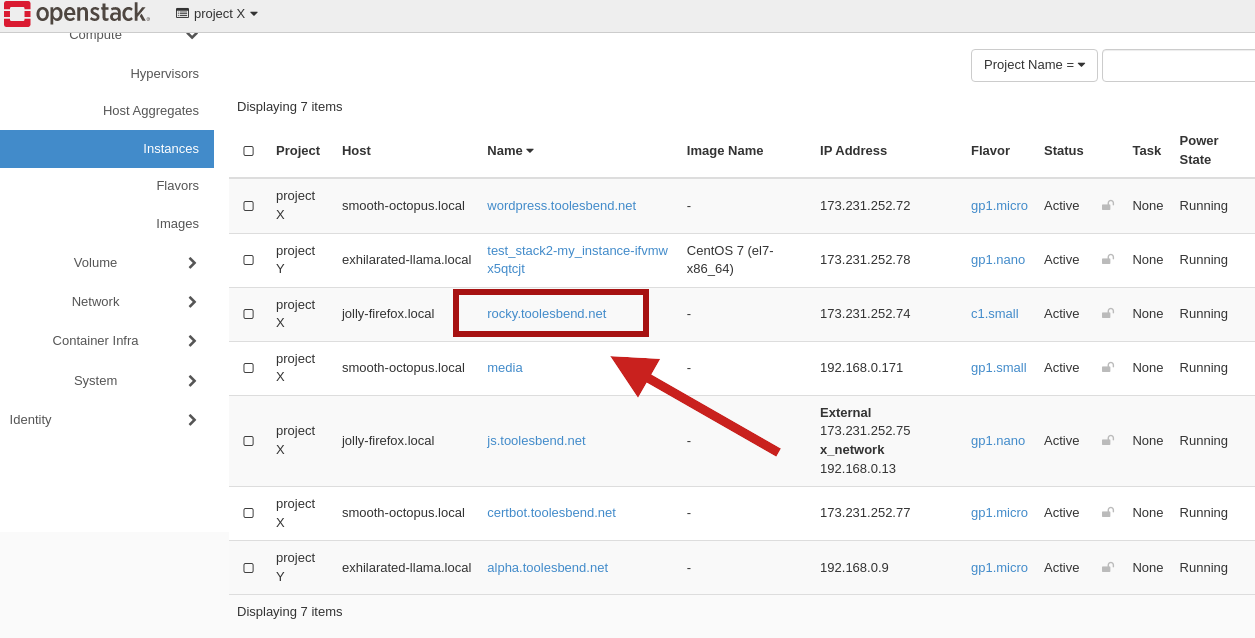 openstack. project X
Compute
Hypervisors
Host Aggregates
Instances
Flavors
Images
Volume
Network
Container Infra
System
Identity
Project Name =
Displaying 7 items
Project Host Name Image Name IP Address Flavor Status Task Power
State
project
X
smooth-octopus.local wordpress.toolesbend.net - 173.231.252.72 gp1.micro Active None Running
project
Y
exhilarated-llama.local
test_stack2-my_instance-ifvmw
x5qtcjt
CentOS 7 (el7-
x86_64)
173.231.252.78 gp1.nano Active None Running
project
X
jolly-firefox.local rocky.toolesbend.net - 173.231.252.74 c1.small Active None Running
project
X
smooth-octopus.local media - 192.168.0.171 gp1.small Active None Running
project
X
jolly-firefox.local js.toolesbend.net -
External
173.231.252.75
x_network
192.168.0.13
gp1.nano Active None Running
project
X
smooth-octopus.local certbot.toolesbend.net - 173.231.252.77 gp1.micro Active None Running
project
Y
exhilarated-llama.local alpha.toolesbend.net - 192.168.0.9 gp1.micro Active None Running
Displaying 7 items